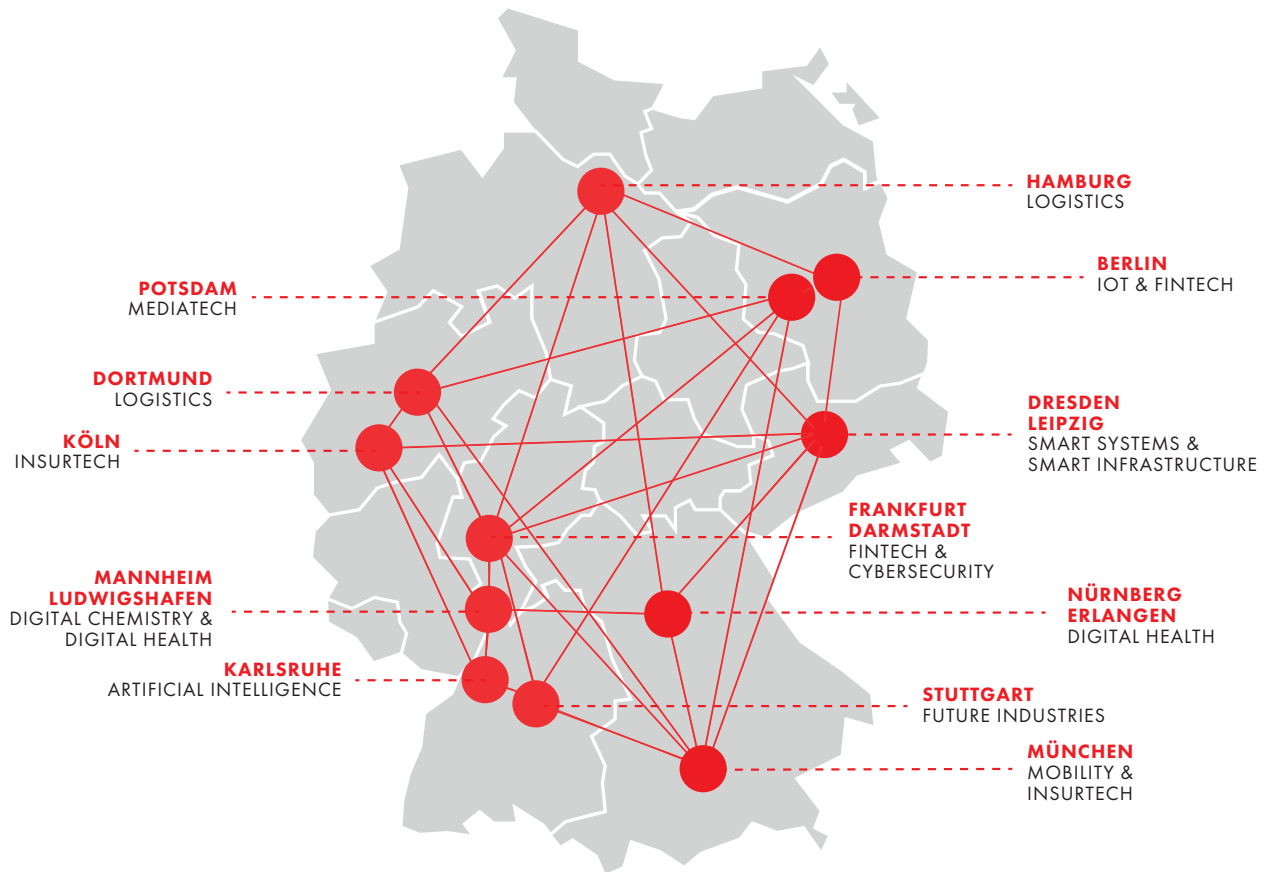 HAMBURG
LOGISTICS
BERLIN
IOT & FINTECH
POTSDAM
MEDIATECH
DORTMUND
LOGISTICS
KÖLN
INSURTECH
DRESDEN
LEIPZIG
SMART SYSTEMS &
SMART INFRASTRUCTURE
FRANKFURT
DARMSTADT
FINTECH &
CYBERSECURITY
MANNHEIM
LUDWIGSHAFEN
DIGITAL CHEMISTRY &
DIGITAL HEALTH
NÜRNBERG
ERLANGEN
DIGITAL HEALTH
KARLSRUHE
ARTIFICIAL INTELLIGENCE
STUTTGART
FUTURE INDUSTRIES
MÜNCHEN
MOBILITY &
INSURTECH